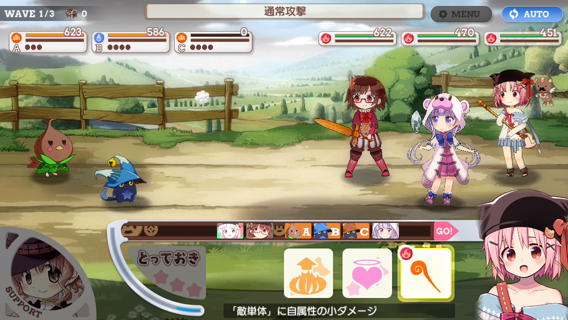 WAVE 1/3 0
通常攻撃
MENU
AUTO
623
A
586
B
0
C
622
470
451
A B C GO!
とっておき
SUPPORT
「敵単体」に自属性の小ダメージ